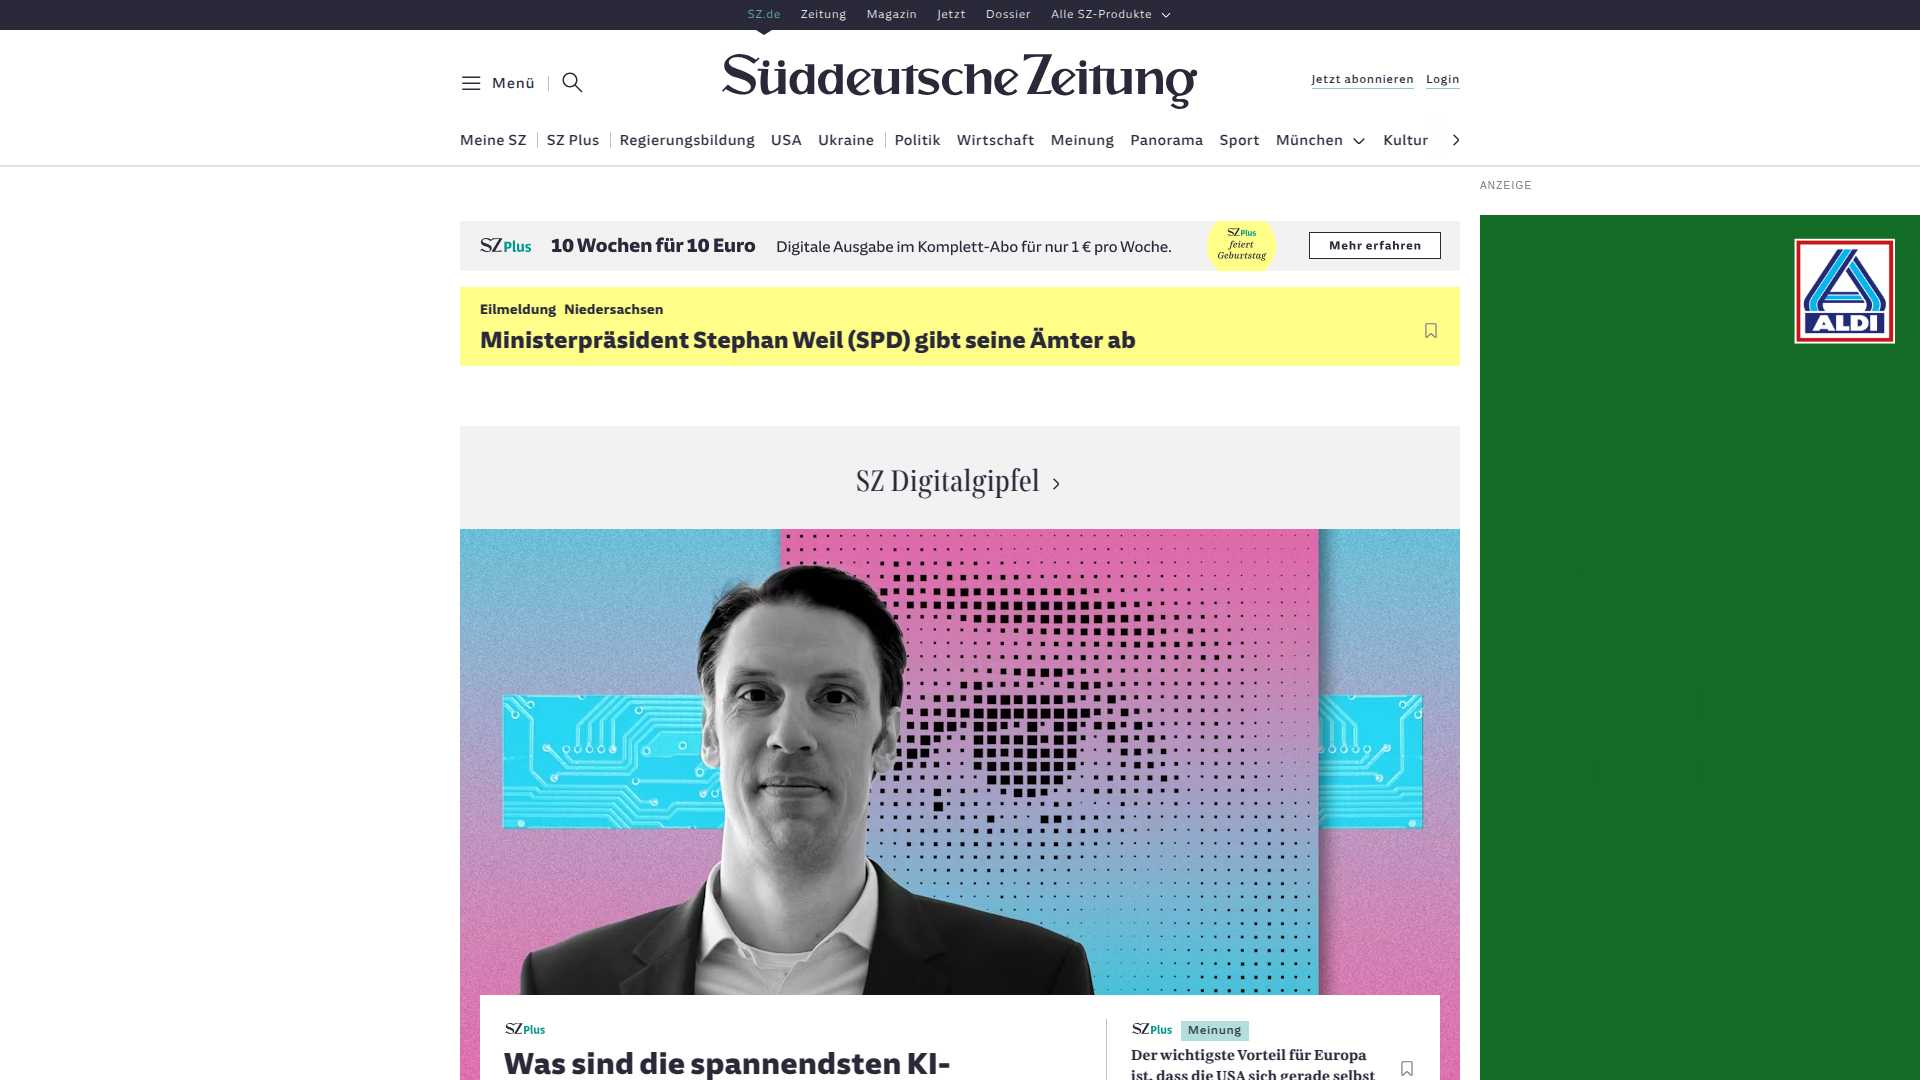 SZ.de Zeitung Magazin Jetzt Dossier Alle SZ-Produkte
Menü
Süddeutsche Zeitung
Jetzt abonnieren Login
Meine SZ SZ Plus Regierungsbildung USA Ukraine Politik Wirtschaft Meinung Panorama Sport München Kultur
ANZEIGE
SZ Plus 10 Wochen für 10 Euro Digitale Ausgabe im Komplett-Abo für nur 1 € pro Woche.
SZ Plus
feiert
Geburtstag
Mehr erfahren
ALDI
Eilmeldung Niedersachsen
Ministerpräsident Stephan Weil (SPD) gibt seine Ämter ab
SZ Digitalgipfel
SZ Plus
Was sind die spannendsten KI-
SZ Plus Meinung
Der wichtigste Vorteil für Europa
ist, dass die USA sich gerade selbst